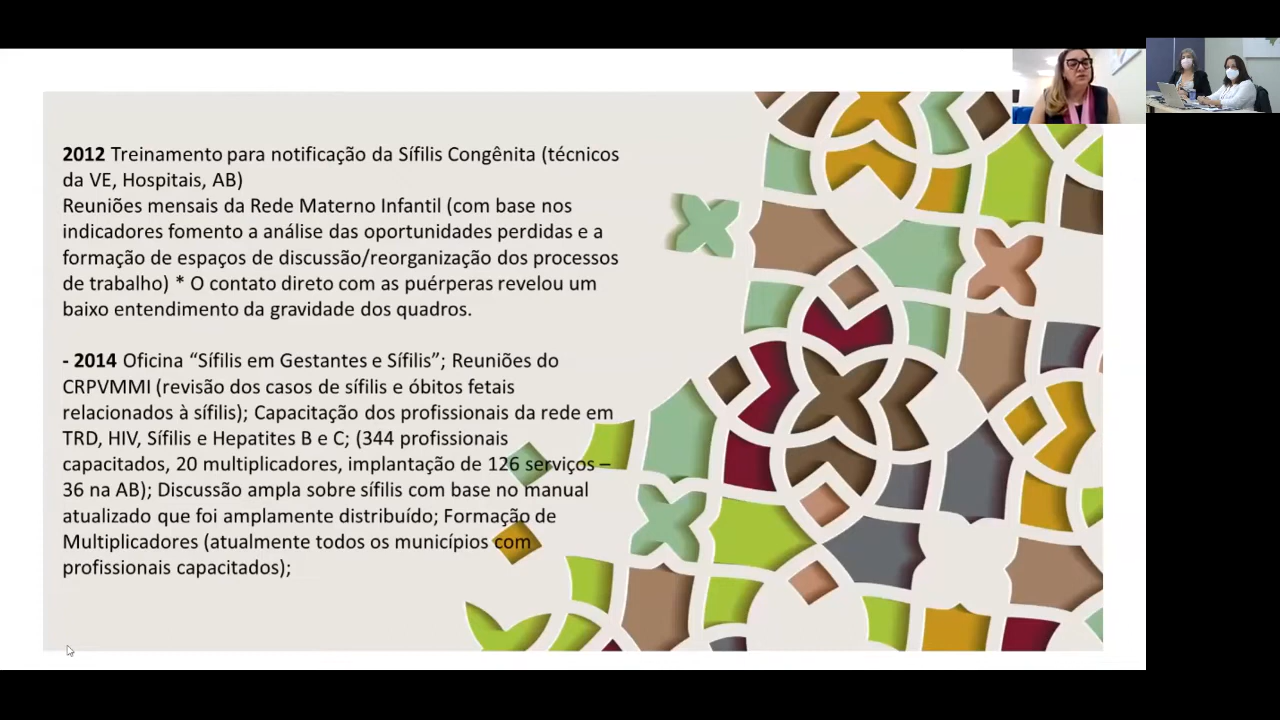 2012 Treinamento para notificação da Sífilis Congênita (técnicos
da VE, Hospitais, AB)
Reuniões mensais da Rede Materno Infantil (com base nos
indicadores fomento a análise das oportunidades perdidas e a
formação de espaços de discussão/reorganização dos processos
de trabalho) * O contato direto com as puérperas revelou um
baixo entendimento da gravidade dos quadros.
- 2014 Oficina “Sífilis em Gestantes e Sífilis”; Reuniões do
CRPVMMI (revisão dos casos de sífilis e óbitos fetais
relacionados à sífilis); Capacitação dos profissionais da rede em
TRD, HIV, Sífilis e Hepatites B e C; (344 profissionais
capacitados, 20 multiplicadores, implantação de 126 serviços –
36 na AB); Discussão ampla sobre sífilis com base no manual
atualizado que foi amplamente distribuído; Formação de
Multiplicadores (atualmente todos os municípios com
profissionais capacitados);